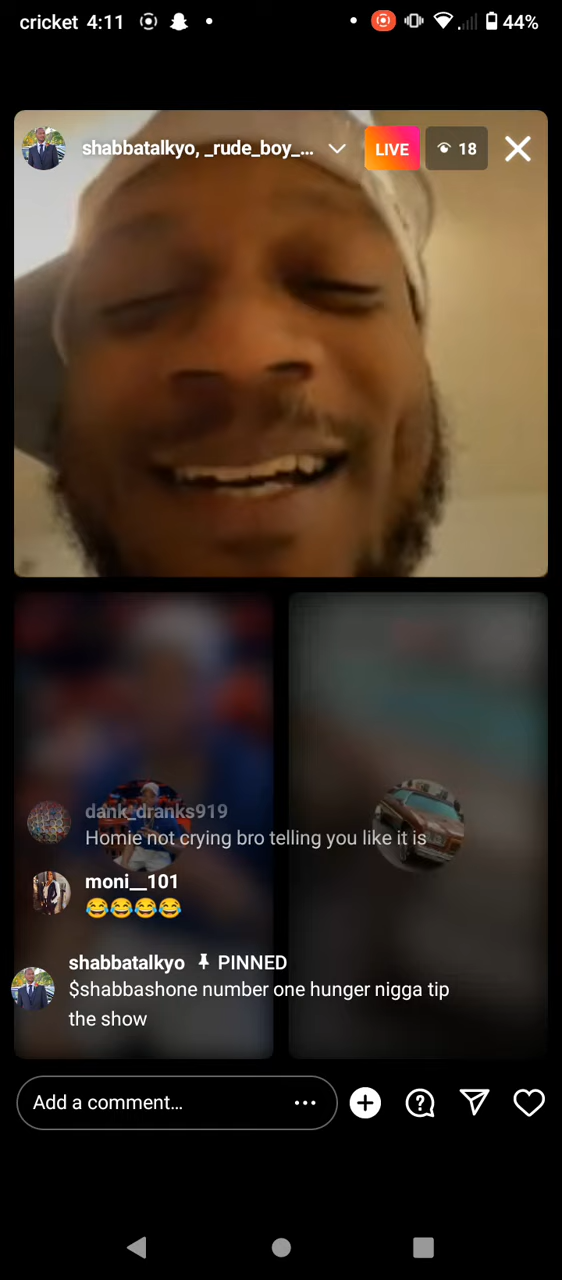 cricket 4:11 44%
shabbatalkyo, _rude_boy_... LIVE 18
dank_dranks919
Homie not crying bro telling you like it is
moni__101
😂😂😂😂
shabbatalkyo PINNED
$shabbashone number one hunger nigga tip
the show
Add a comment...